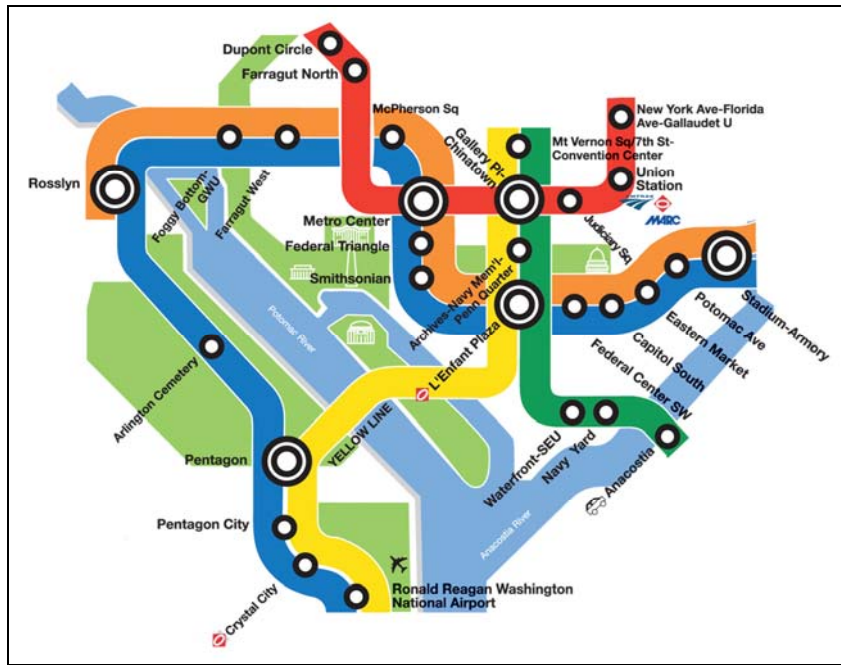 Dupont Circle
Farragut North
McPherson Sq
New York Ave-Florida
Ave-Gallaudet U
Gallery Pl-
Chinatown
Mt Vernon Sq/7th St-
Convention Center
Rosslyn
Union
Station
Foggy Bottom-
GWU
Farragut West
Metro Center
Judiciary Sq
MARC
Federal Triangle
Smithsonian
Archives-Navy Mem'l-
Penn Quarter
Potomac River
L'Enfant Plaza
Stadium-Armory
Potomac Ave
Eastern Market
Capitol South
Federal Center SW
Arlington Cemetery
YELLOW LINE
Pentagon
Waterfront-SEU
Navy Yard
Anacostia
Anacostia River
Pentagon City
Crystal City
Ronald Reagan Washington
National Airport